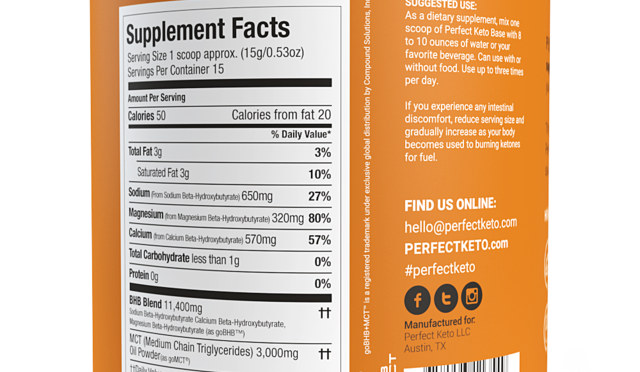 Supplement Facts
Serving Size 1 scoop approx. (15g/0.53oz)
Servings Per Container 15
Amount Per Serving
Calories 50 Calories from fat 20
% Daily Value*
Total Fat 3g 3%
Saturated Fat 3g 10%
Sodium (From Sodium Beta-Hydroxybutyrate) 650mg 27%
Magnesium (from Magnesium Beta-Hydroxybutyrate) 320mg 80%
Calcium (from Calcium Beta-Hydroxybutyrate) 570mg 57%
Total Carbohydrate less than 1g 0%
Protein 0g 0%
BHB Blend 11,400mg ††
Sodium Beta-Hydroxybutyrate Calcium Beta-Hydroxybutyrate,
Magnesium Beta-Hydroxybutyrate (as goBHB™)
MCT (Medium Chain Triglycerides) 3,000mg ††
Oil Powder (as goMCT®)
goBHB+MCT™ is a registered trademark under exclusive global distribution by Compound Solutions, Inc
SUGGESTED USE:
As a dietary supplement, mix one
scoop of Perfect Keto Base with 8
to 10 ounces of water or your
favorite beverage. Can use with or
without food. Use up to three times
per day.
If you experience any intestinal
discomfort, reduce serving size and
gradually increase as your body
becomes used to burning ketones
for fuel.
FIND US ONLINE:
hello@perfectketo.com
PERFECTKETO.COM
#perfectketo
Manufactured for:
Perfect Keto LLC
Austin, TX